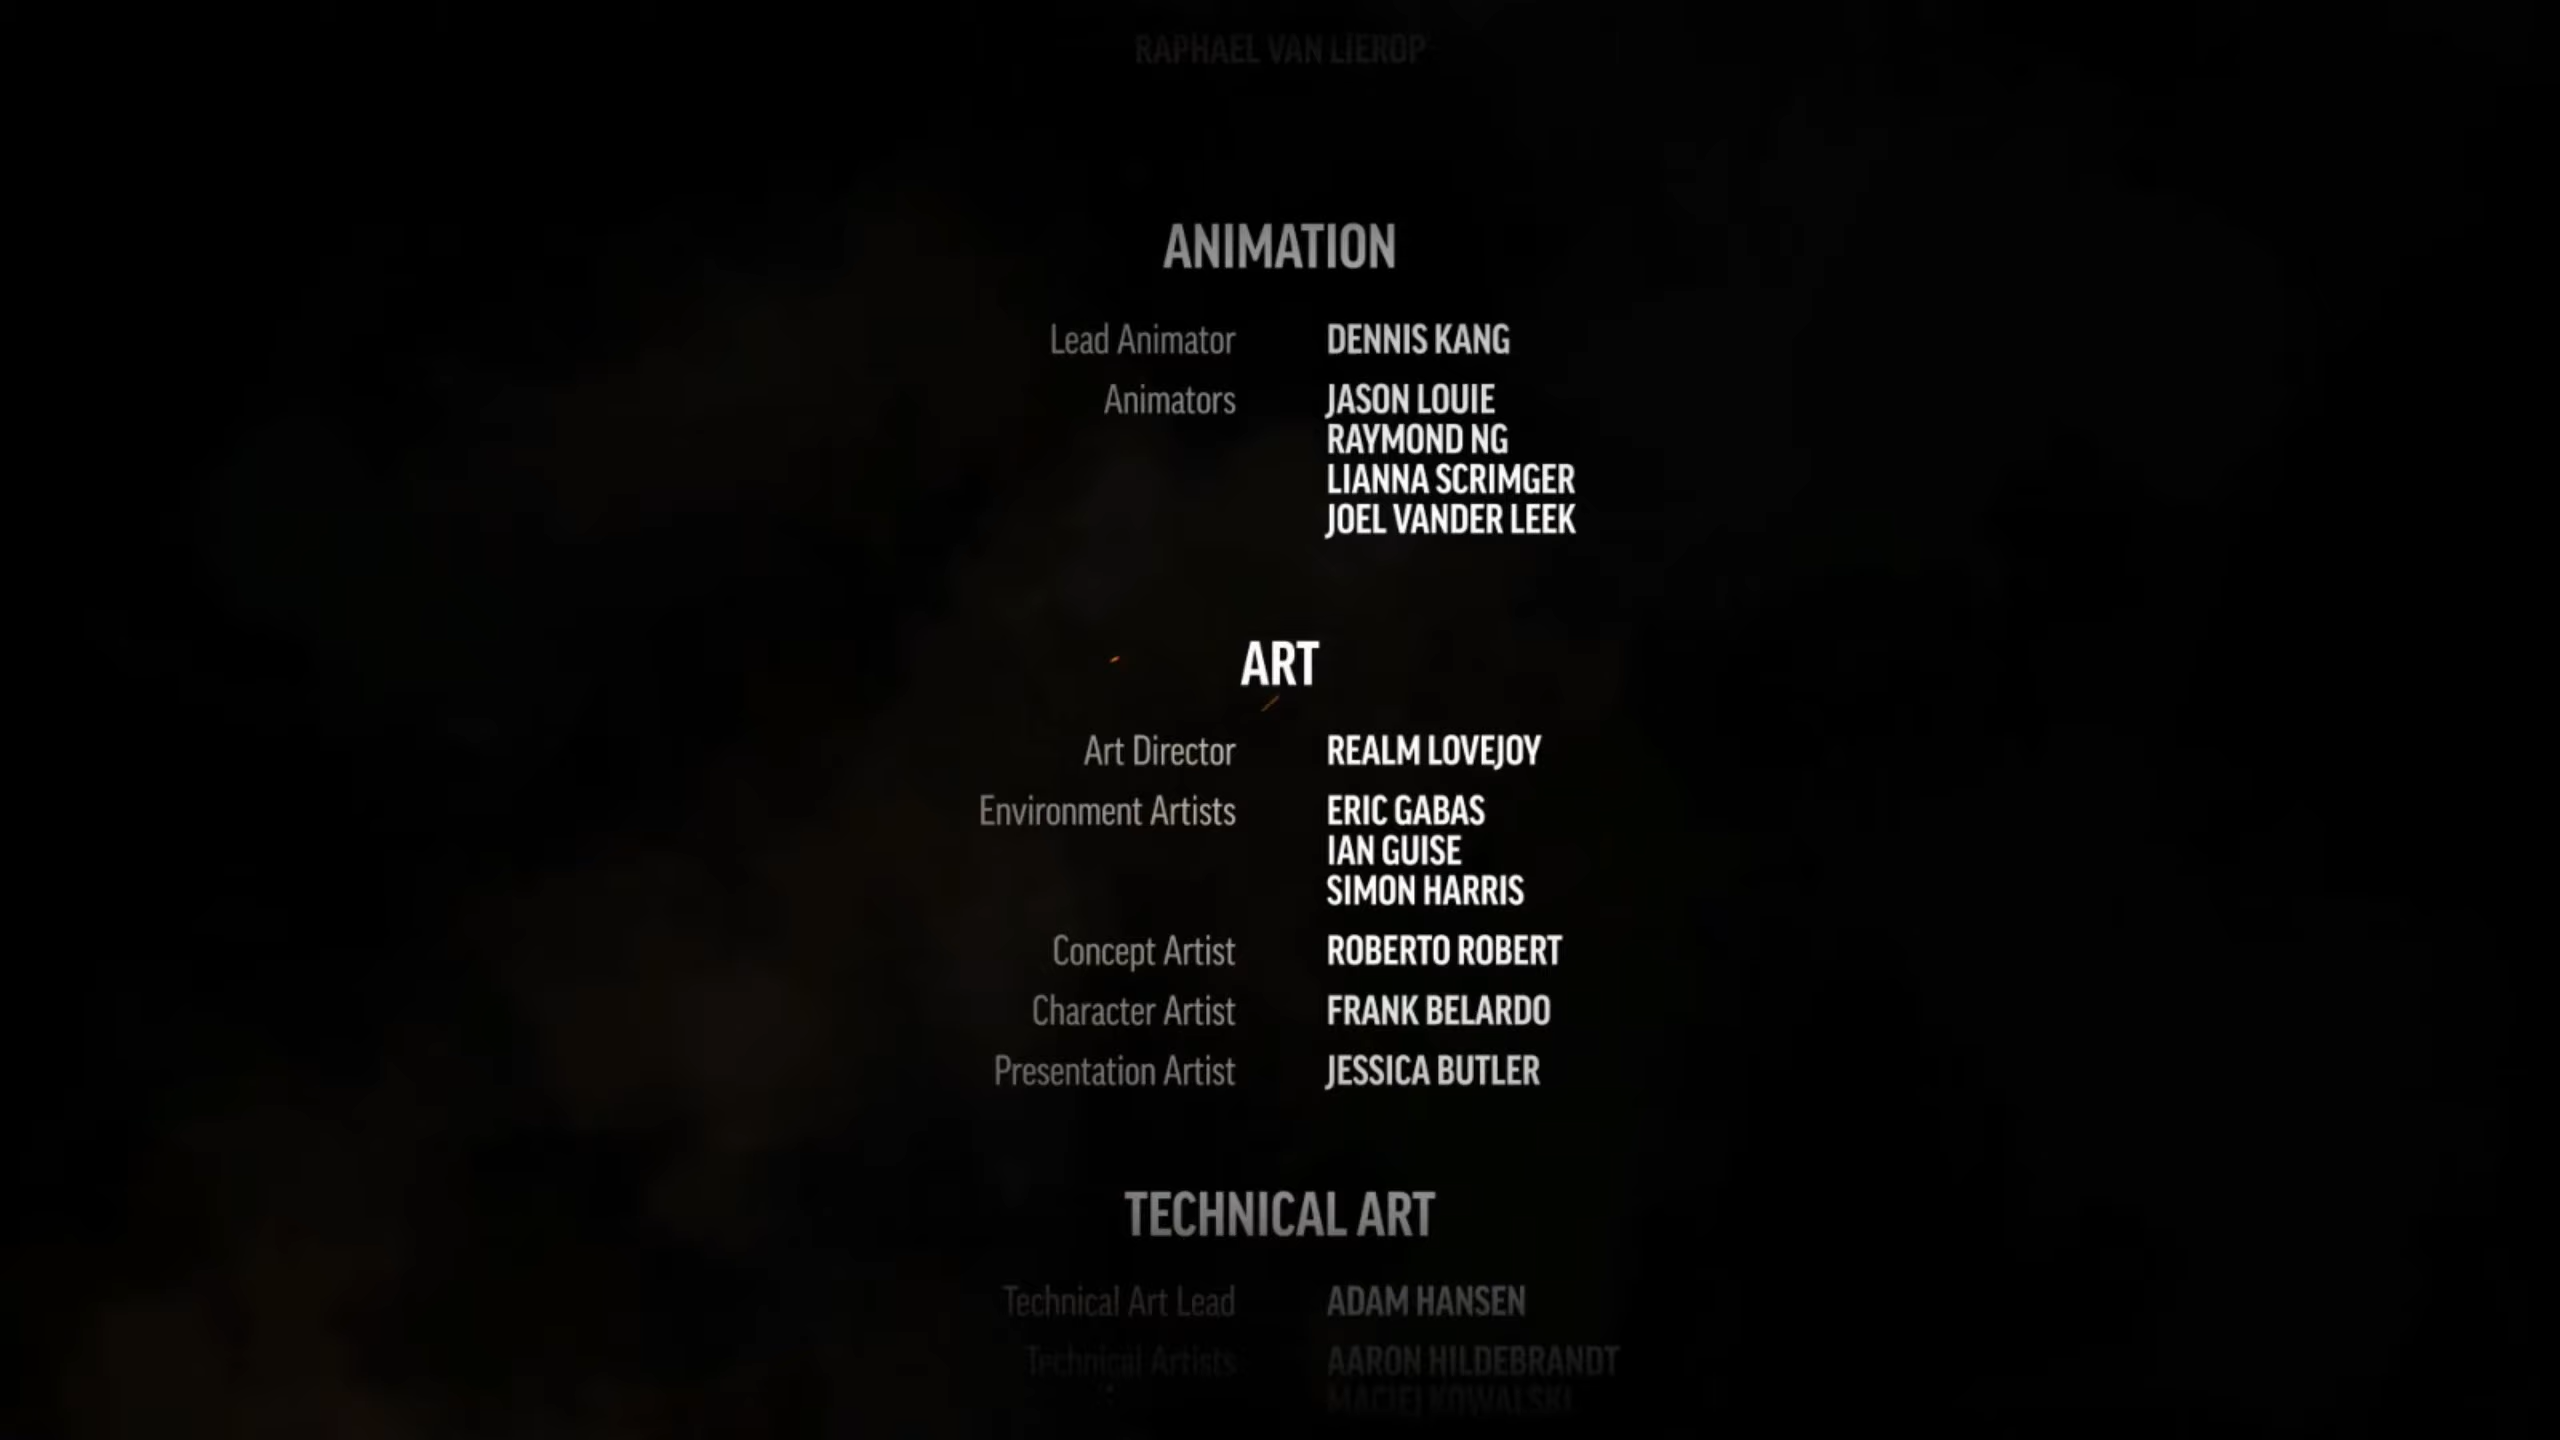 RAPHAEL VAN LIEROP
ANIMATION
Lead Animator DENNIS KANG
Animators JASON LOUIE
RAYMOND NG
LIANNA SCRIMGER
JOEL VANDER LEEK
ART
Art Director REALM LOVEJOY
Environment Artists ERIC GABAS
IAN GUISE
SIMON HARRIS
Concept Artist ROBERTO ROBERT
Character Artist FRANK BELARDO
Presentation Artist JESSICA BUTLER
TECHNICAL ART
Technical Art Lead ADAM HANSEN
Technical Artists AARON HILDEBRANDT
MACIEJ KOWALSKI